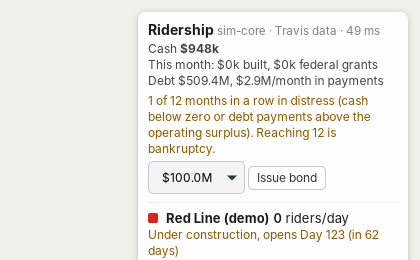 Ridership sim-core · Travis data · 49 ms
Cash $948k
This month: $0k built, $0k federal grants
Debt $509.4M, $2.9M/month in payments
1 of 12 months in a row in distress (cash
below zero or debt payments above the
operating surplus). Reaching 12 is
bankruptcy.
$100.0M Issue bond
Red Line (demo) 0 riders/day
Under construction, opens Day 123 (in 62
days)